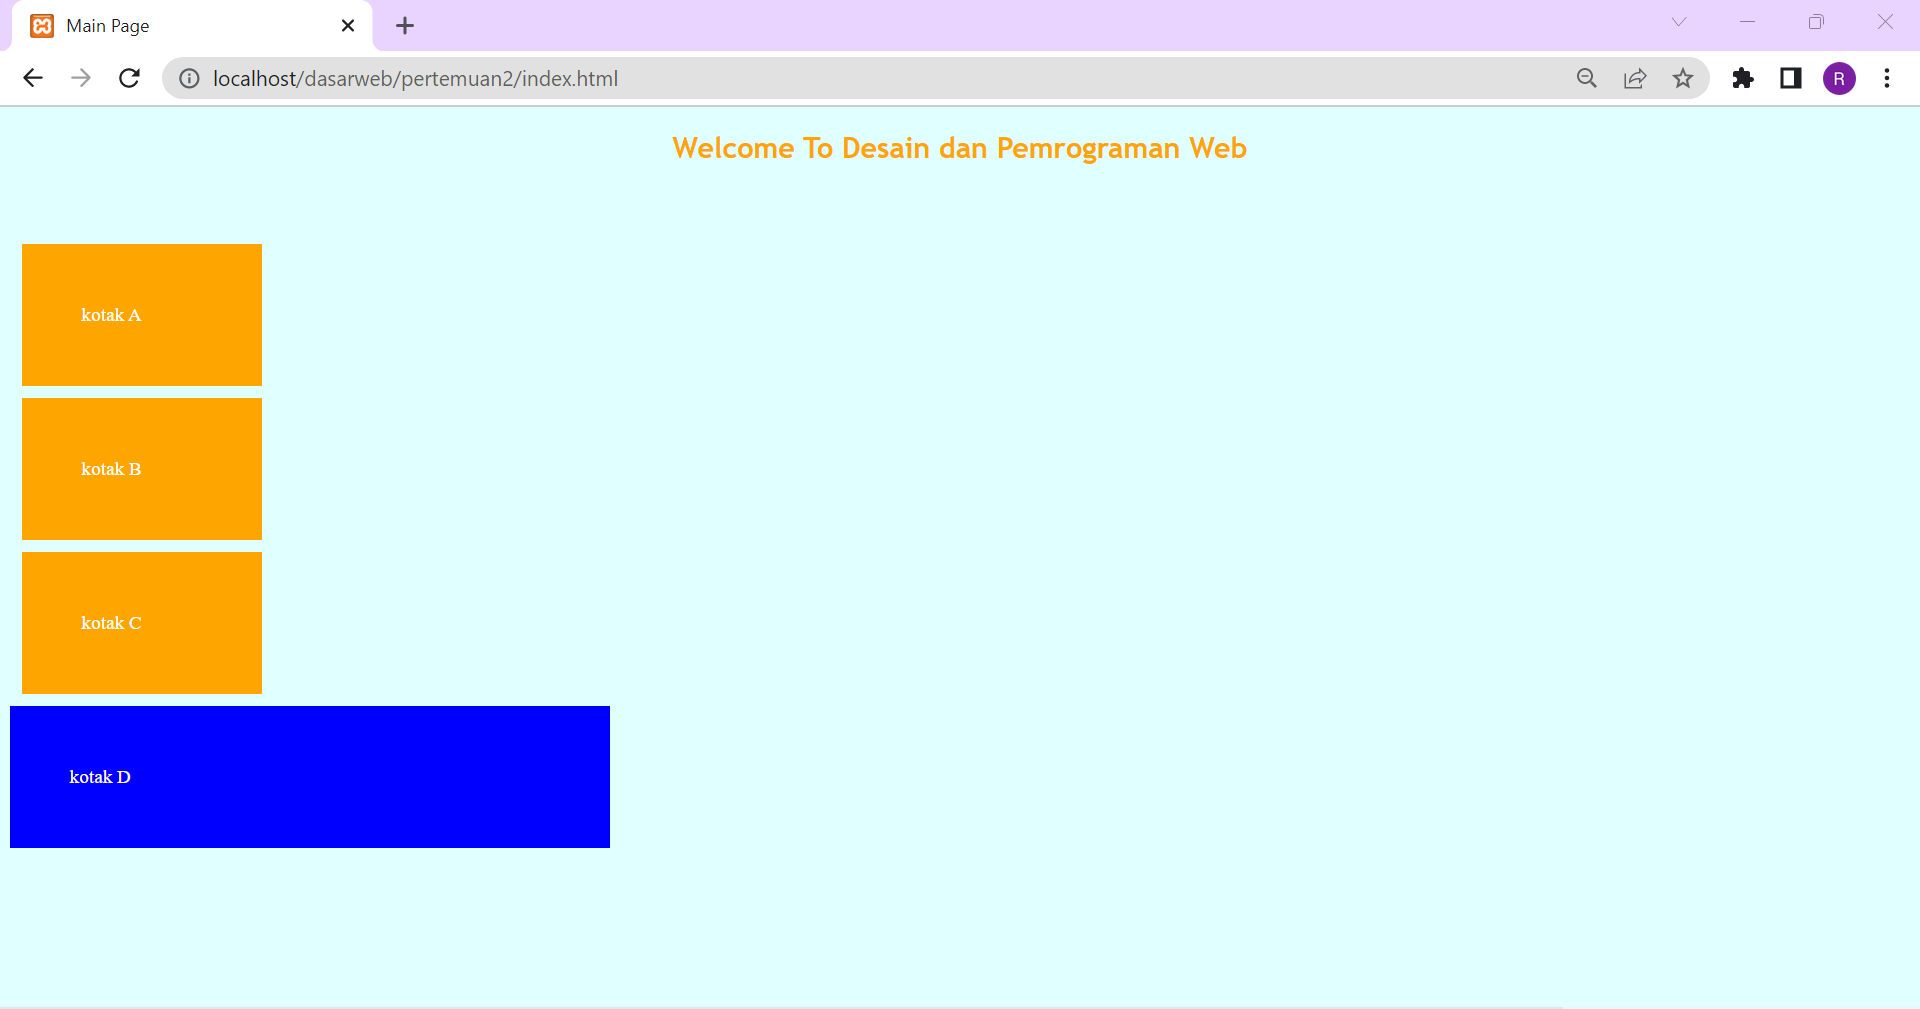 Main Page
localhost/dasarweb/pertemuan2/index.html
R
Welcome To Desain dan Pemrograman Web
kotak A
kotak B
kotak C
kotak D